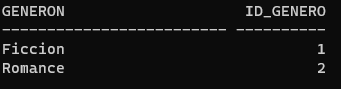 GENERON ID_GENERO
------------------------- ----------
Ficcion 1
Romance 2